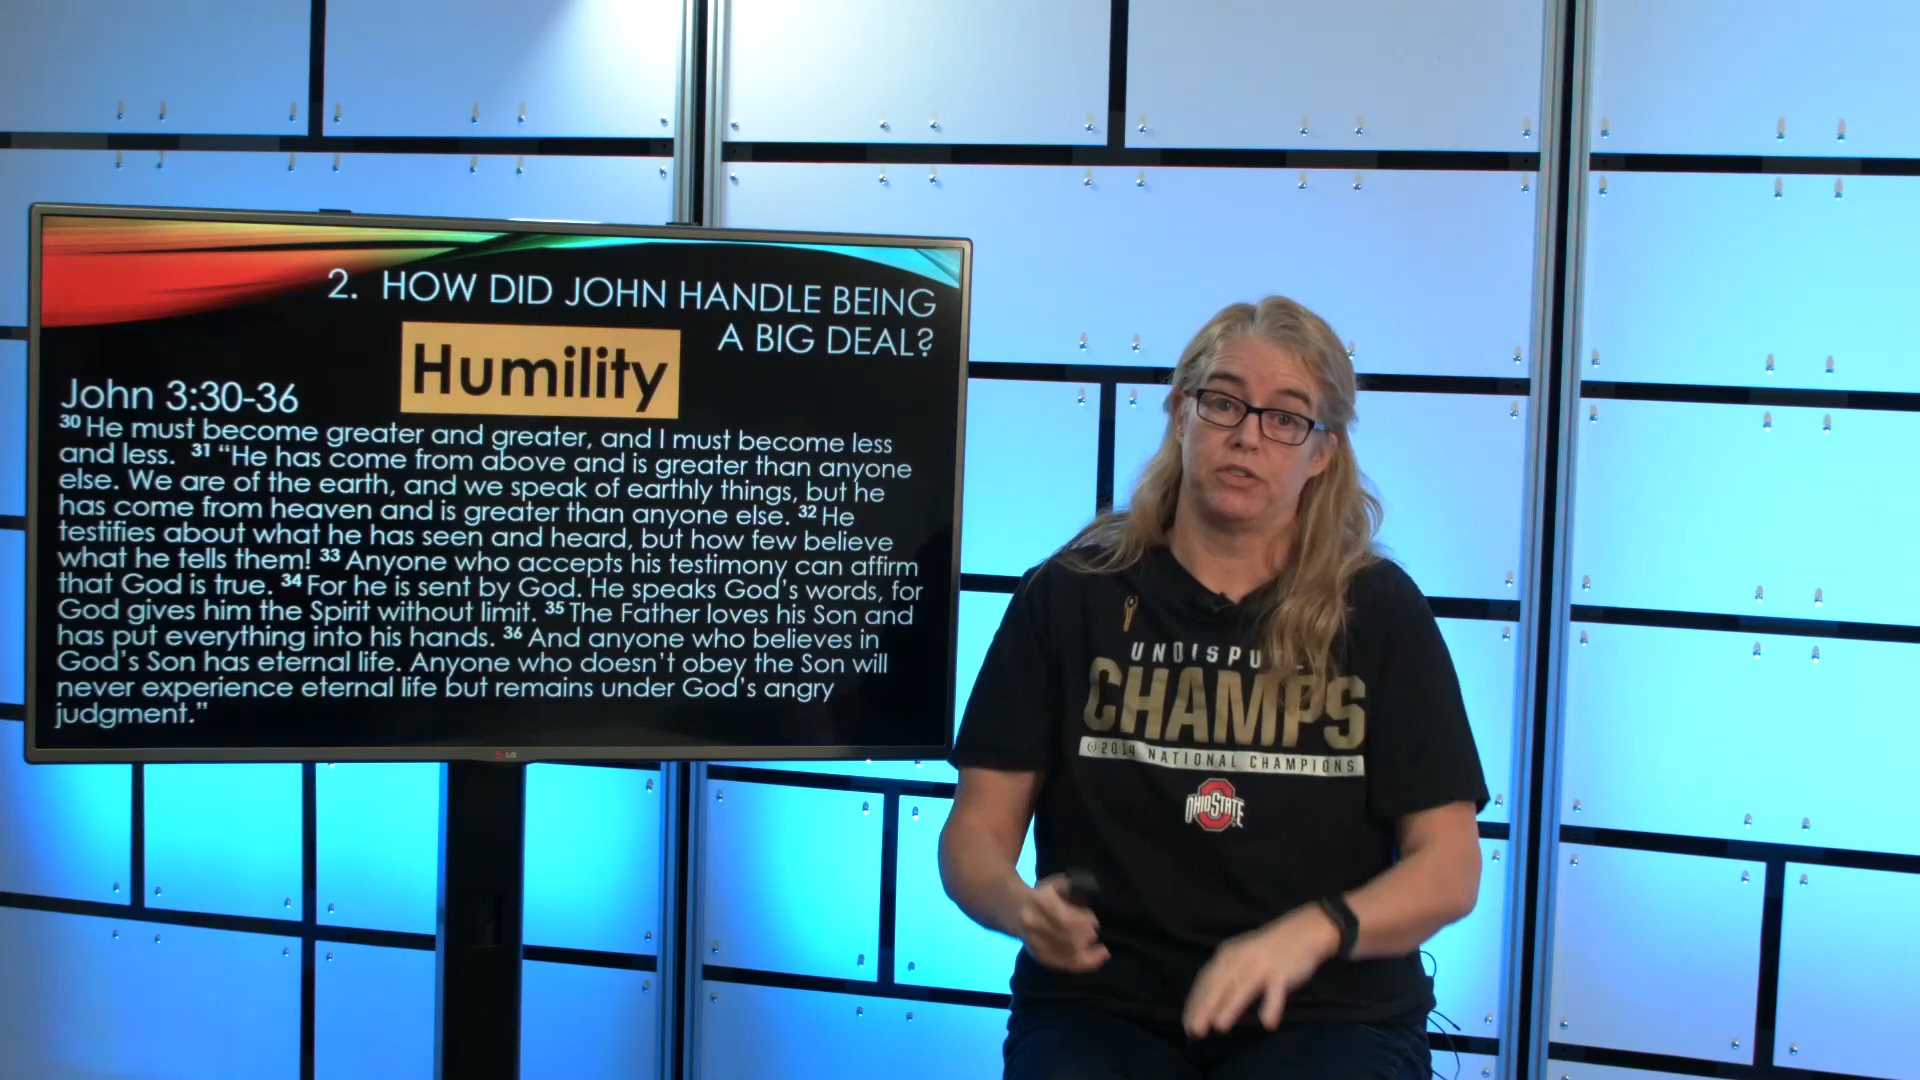 2. HOW DID JOHN HANDLE BEING
A BIG DEAL?
Humility
John 3:30-36
30 He must become greater and greater, and I must become less
and less. 31 “He has come from above and is greater than anyone
else. We are of the earth, and we speak of earthly things, but he
has come from heaven and is greater than anyone else. 32 He
testifies about what he has seen and heard, but how few believe
what he tells them! 33 Anyone who accepts his testimony can affirm
that God is true. 34 For he is sent by God. He speaks God’s words, for
God gives him the Spirit without limit. 35 The Father loves his Son and
has put everything into his hands. 36 And anyone who believes in
God’s Son has eternal life. Anyone who doesn’t obey the Son will
never experience eternal life but remains under God’s angry
judgment.”
LG
CHAMPS
2014 NATIONAL CHAMPIONS
OHIO STATE